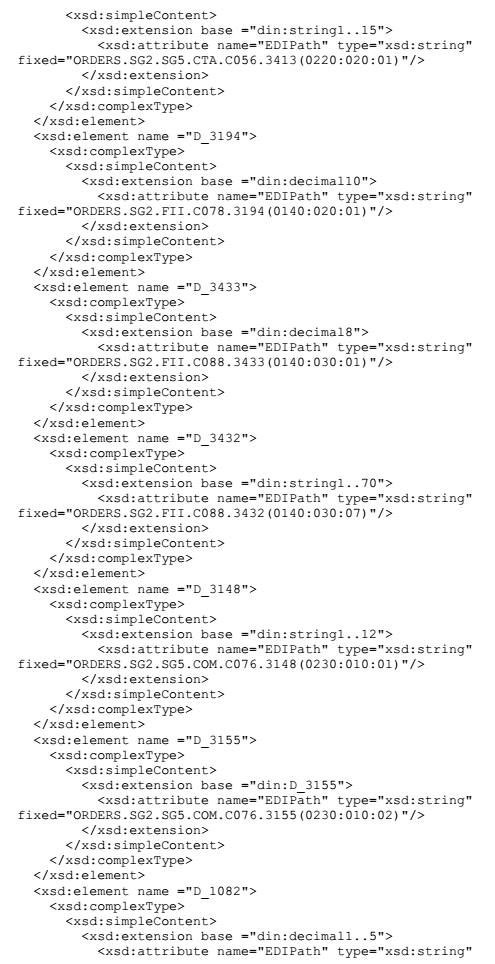 <xsd:simpleContent>
<xsd:extension base ="din:string1..15">
<xsd:attribute name="EDIPath" type="xsd:string"
fixed="ORDERS.SG2.SG5.CTA.C056.3413(0220:020:01)"/>
</xsd:extension>
</xsd:simpleContent>
</xsd:complexType>
</xsd:element>
<xsd:element name ="D_3194">
<xsd:complexType>
<xsd:simpleContent>
<xsd:extension base ="din:decimal10">
<xsd:attribute name="EDIPath" type="xsd:string"
fixed="ORDERS.SG2.FII.C078.3194(0140:020:01)"/>
</xsd:extension>
</xsd:simpleContent>
</xsd:complexType>
</xsd:element>
<xsd:element name ="D_3433">
<xsd:complexType>
<xsd:simpleContent>
<xsd:extension base ="din:decimal8">
<xsd:attribute name="EDIPath" type="xsd:string"
fixed="ORDERS.SG2.FII.C088.3433(0140:030:01)"/>
</xsd:extension>
</xsd:simpleContent>
</xsd:complexType>
</xsd:element>
<xsd:element name ="D_3432">
<xsd:complexType>
<xsd:simpleContent>
<xsd:extension base ="din:string1..70">
<xsd:attribute name="EDIPath" type="xsd:string"
fixed="ORDERS.SG2.FII.C088.3432(0140:030:07)"/>
</xsd:extension>
</xsd:simpleContent>
</xsd:complexType>
</xsd:element>
<xsd:element name ="D_3148">
<xsd:complexType>
<xsd:simpleContent>
<xsd:extension base ="din:string1..12">
<xsd:attribute name="EDIPath" type="xsd:string"
fixed="ORDERS.SG2.SG5.COM.C076.3148(0230:010:01)"/>
</xsd:extension>
</xsd:simpleContent>
</xsd:complexType>
</xsd:element>
<xsd:element name ="D_3155">
<xsd:complexType>
<xsd:simpleContent>
<xsd:extension base ="din:D_3155">
<xsd:attribute name="EDIPath" type="xsd:string"
fixed="ORDERS.SG2.SG5.COM.C076.3155(0230:010:02)"/>
</xsd:extension>
</xsd:simpleContent>
</xsd:complexType>
</xsd:element>
<xsd:element name ="D_1082">
<xsd:complexType>
<xsd:simpleContent>
<xsd:extension base ="din:decimal1..5">
<xsd:attribute name="EDIPath" type="xsd:string"